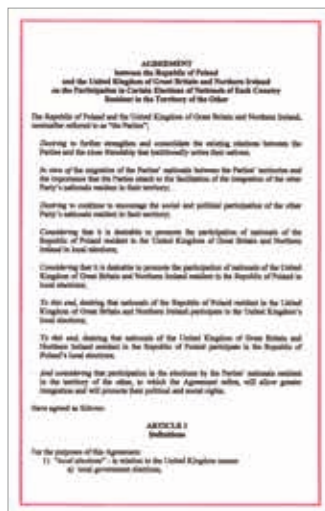 AGREEMENT
between the Republic of Poland
and the United Kingdom of Great Britain and Northern Ireland
on the Participation in Certain Elections of Nationals of Each Country
Resident in the Territory of the Other
The Republic of Poland and the United Kingdom of Great Britain and Northern Ireland,
hereinafter referred to as "the Parties";
Desiring to further strengthen and consolidate the existing relations between the
Parties and the close friendship that traditionally unites their nations;
In view of the migration of the Parties' nationals between the Parties' territories and
the importance that the Parties attach to the facilitation of the integration of the other
Party's nationals resident in their territory;
Desiring to continue to encourage the social and political participation of the other
Party's nationals resident in their territory;
Considering that it is desirable to promote the participation of nationals of the
Republic of Poland resident in the United Kingdom of Great Britain and Northern
Ireland in local elections;
Considering that it is desirable to promote the participation of nationals of the United
Kingdom of Great Britain and Northern Ireland resident in the Republic of Poland in
local elections;
To this end, desiring that nationals of the Republic of Poland resident in the United
Kingdom of Great Britain and Northern Ireland participate in the United Kingdom's
local elections;
To this end, desiring that nationals of the United Kingdom of Great Britain and
Northern Ireland resident in the Republic of Poland participate in the Republic of
Poland's local elections;
And considering that participation in the elections by the Parties' nationals resident
in the territory of the other, to which the Agreement refers, will allow greater
integration and will promote their political and social rights.
Have agreed as follows:
ARTICLE 1
Definitions
For the purposes of this Agreement:
1) "local elections" - in relation to the United Kingdom means:
a) local government elections,